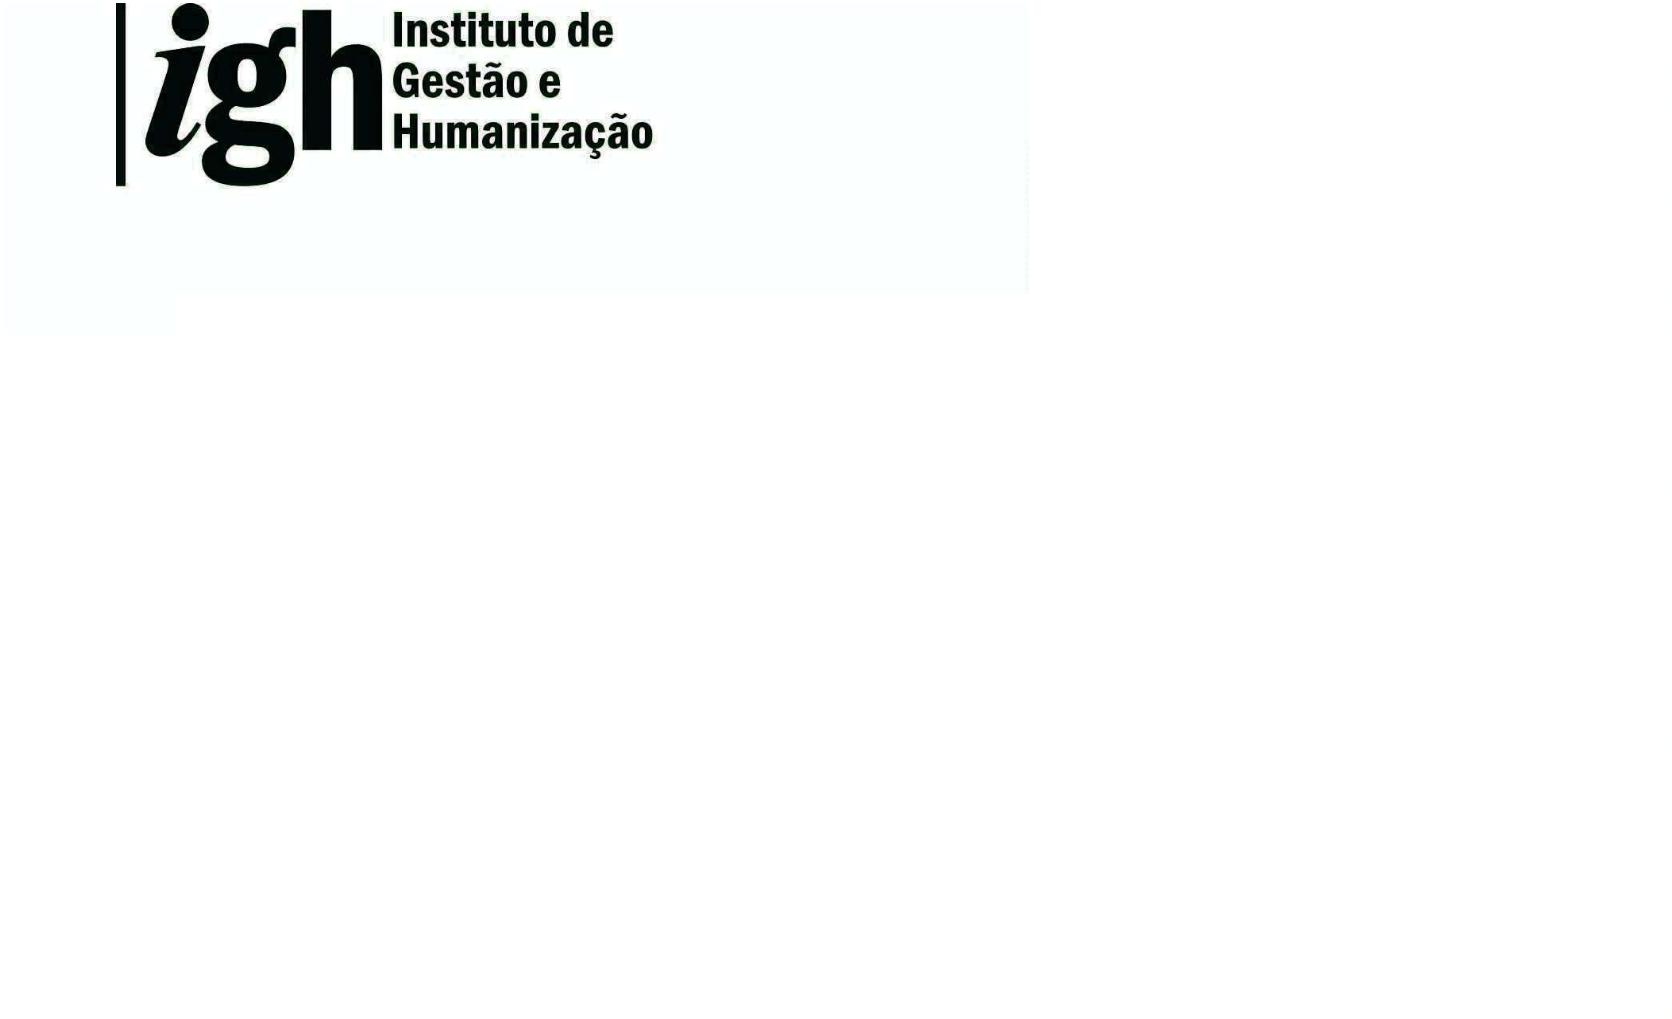 igh
Instituto de
Gestão e
Humanização